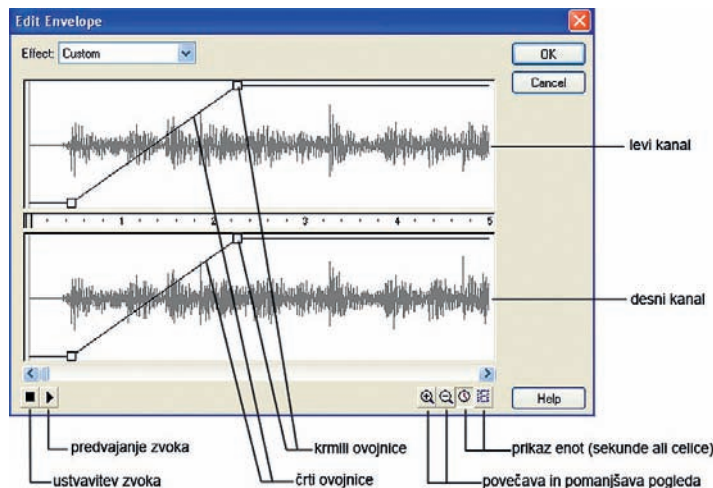 Edit Envelope
Effect: Custom
OK
Cancel
levi kanal
1 2 3 4 5
desni kanal
Help
predvajanje zvoka
krmili ovojnice
prikaz enot (sekunde ali celice)
ustvavitev zvoka
črti ovojnice
povečava in pomanjšava pogleda